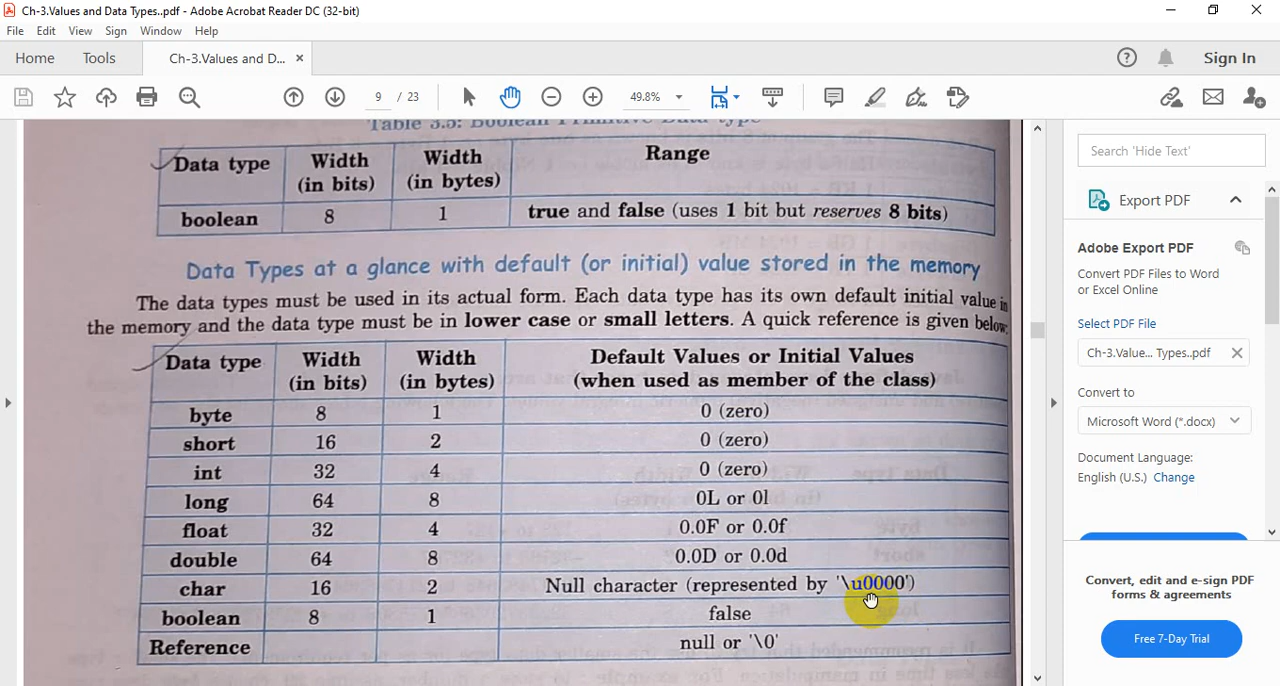 Ch-3.Values and Data Types..pdf - Adobe Acrobat Reader DC (32-bit)
File Edit View Sign Window Help
Home Tools Ch-3.Values and D... × Sign In
9 / 23 49.8%
Table 3.5: Boolean Primitive Data type
Data type Width (in bits) Width (in bytes) Range
boolean 8 1 true and false (uses 1 bit but reserves 8 bits)
Data Types at a glance with default (or initial) value stored in the memory
The data types must be used in its actual form. Each data type has its own default initial value in
the memory and the data type must be in lower case or small letters. A quick reference is given below:
Data type Width (in bits) Width (in bytes) Default Values or Initial Values (when used as member of the class)
byte 8 1 0 (zero)
short 16 2 0 (zero)
int 32 4 0 (zero)
long 64 8 0L or 0l
float 32 4 0.0F or 0.0f
double 64 8 0.0D or 0.0d
char 16 2 Null character (represented by '\u0000')
boolean 8 1 false
Reference null or '\0'
Search 'Hide Text'
Export PDF
Adobe Export PDF
Convert PDF Files to Word
or Excel Online
Select PDF File
Ch-3.Value... Types..pdf
Convert to
Microsoft Word (*.docx)
Document Language:
English (U.S.) Change
Convert, edit and e-sign PDF
forms & agreements
Free 7-Day Trial